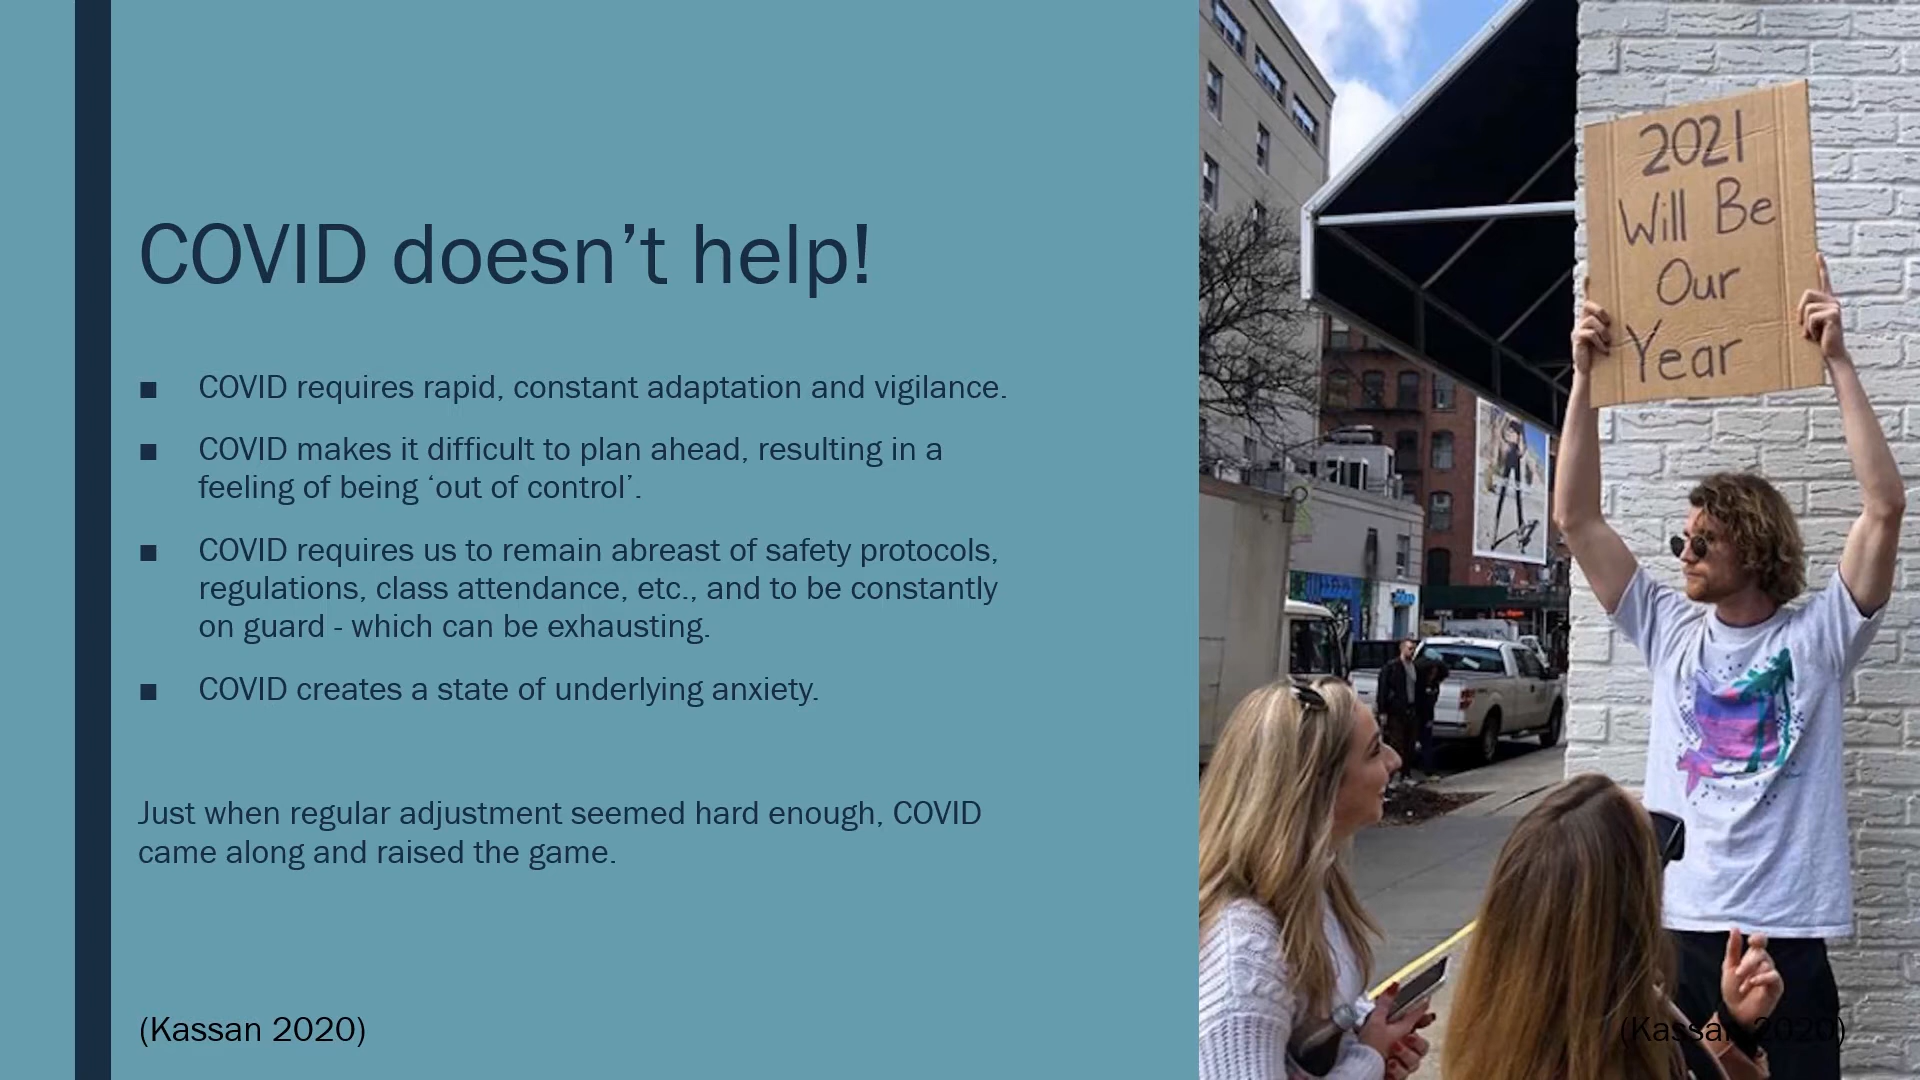 COVID doesn’t help!
■ COVID requires rapid, constant adaptation and vigilance.
■ COVID makes it difficult to plan ahead, resulting in a
feeling of being ‘out of control’.
■ COVID requires us to remain abreast of safety protocols,
regulations, class attendance, etc., and to be constantly
on guard - which can be exhausting.
■ COVID creates a state of underlying anxiety.
Just when regular adjustment seemed hard enough, COVID
came along and raised the game.
(Kassan 2020)
2021
Will Be
Our
Year
(Kassan 2020)